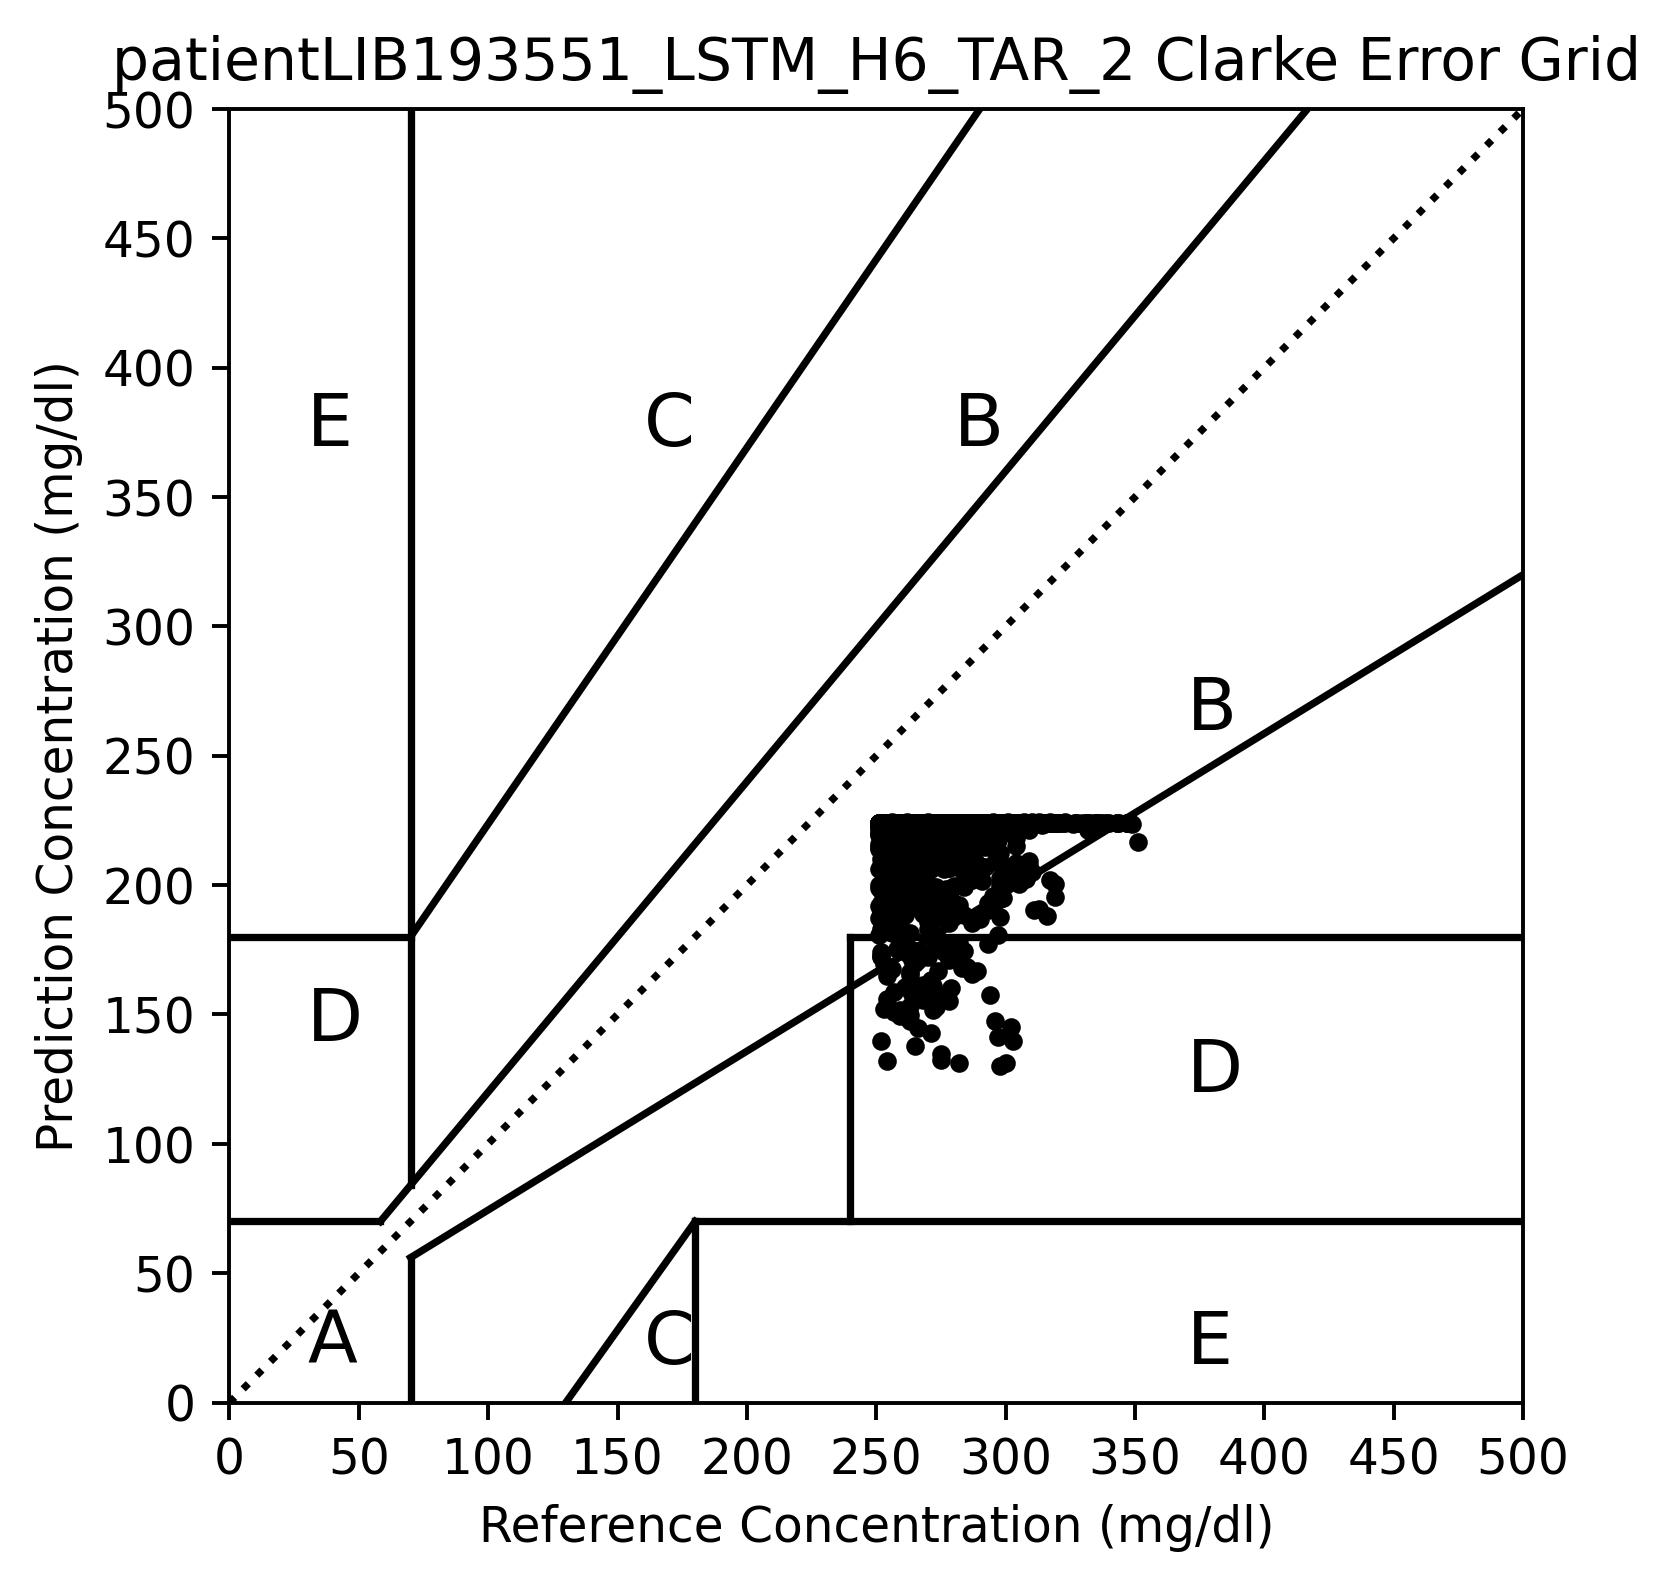 patientLIB193551_LSTM_H6_TAR_2 Clarke Error Grid
500
450
400
350
300
250
200
150
100
50
0
Prediction Concentration (mg/dl)
E
C
B
B
D
D
A
C
E
0 50 100 150 200 250 300 350 400 450 500
Reference Concentration (mg/dl)